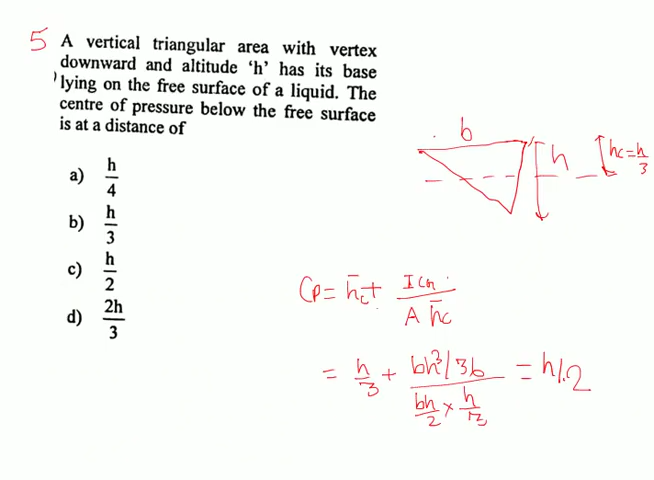 5 A vertical triangular area with vertex
downward and altitude ‘h’ has its base
lying on the free surface of a liquid. The
centre of pressure below the free surface
is at a distance of
a) h/4
b) h/3
c) h/2
d) 2h/3
b
h
hc = h/3
Cp = h̄c + ICG / A h̄c
= h/3 + (bh³/36) / (bh/2 × h/3) = h/2